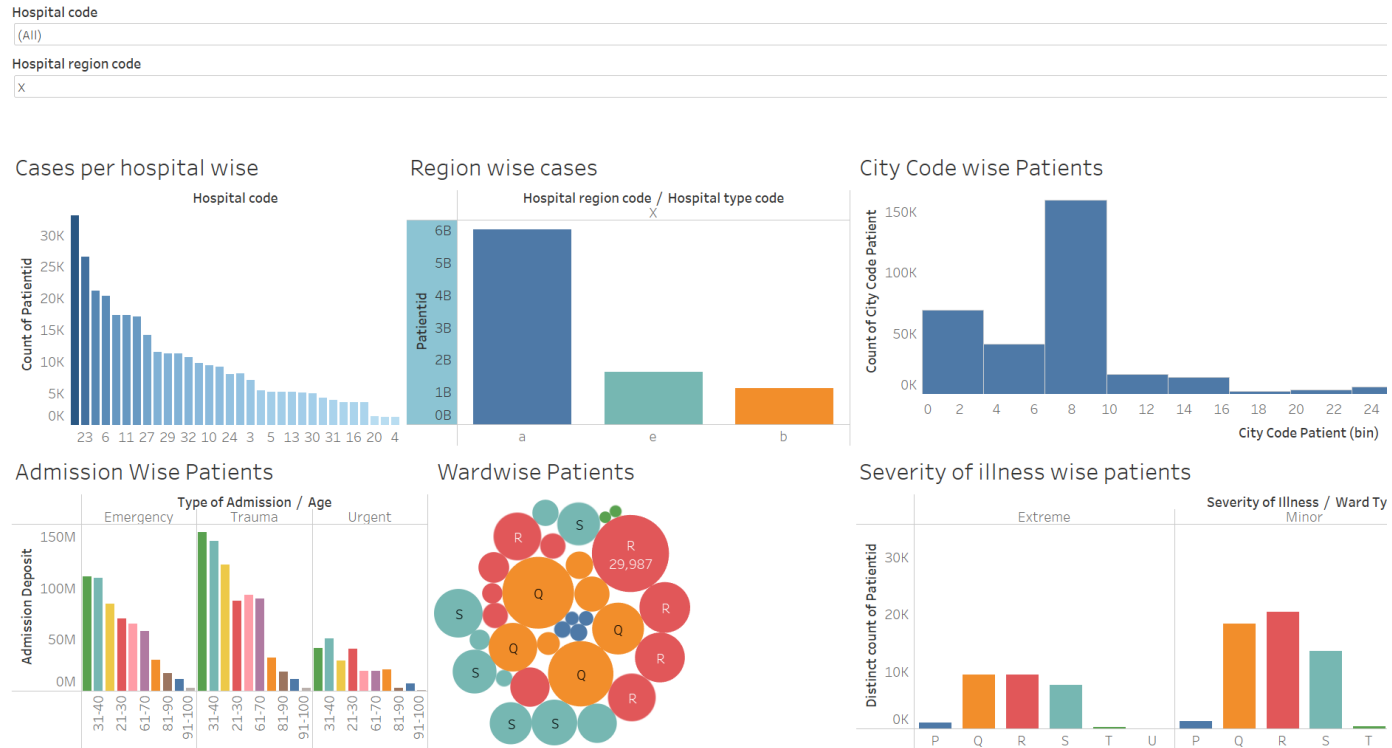 Hospital code
(All)
Hospital region code
X
Cases per hospital wise
Hospital code
Count of Patientid
30K
25K
20K
15K
10K
5K
0K
23 6 11 27 29 32 10 24 3 5 13 30 31 16 20 4
Region wise cases
Hospital region code / Hospital type code
X
Patientid
6B
5B
4B
3B
2B
1B
0B
a e b
City Code wise Patients
Count of City Code Patient
150K
100K
50K
0K
0 2 4 6 8 10 12 14 16 18 20 22 24
City Code Patient (bin)
Admission Wise Patients
Type of Admission / Age
Emergency Trauma Urgent
Admission Deposit
150M
100M
50M
0M
31-40 21-30 61-70 81-90 91-100 31-40 21-30 61-70 81-90 91-100 31-40 21-30 61-70 81-90 91-100
Wardwise Patients
S
R
R
29,987
Q
S
R
Q
Q
R
S
Q
R
S
S
Severity of illness wise patients
Severity of Illness / Ward Ty
Extreme Minor
Distinct count of Patientid
30K
20K
10K
0K
P Q R S T U P Q R S T